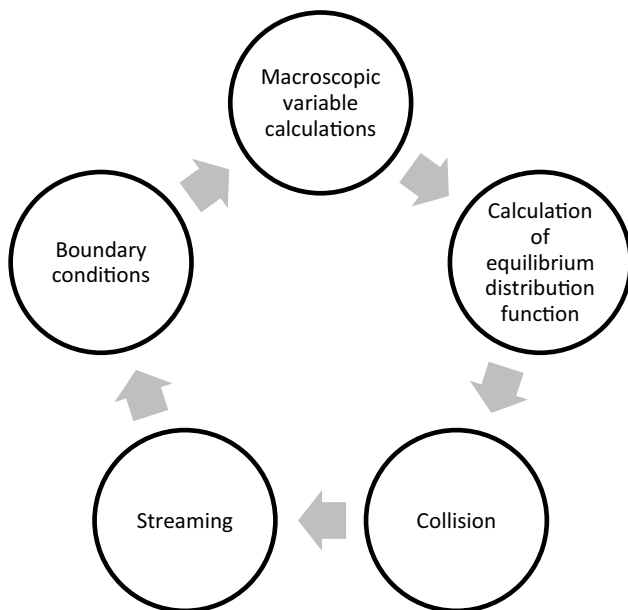 Macroscopic
variable
calculations
Calculation
of
equilibrium
distribution
function
Collision
Streaming
Boundary
conditions